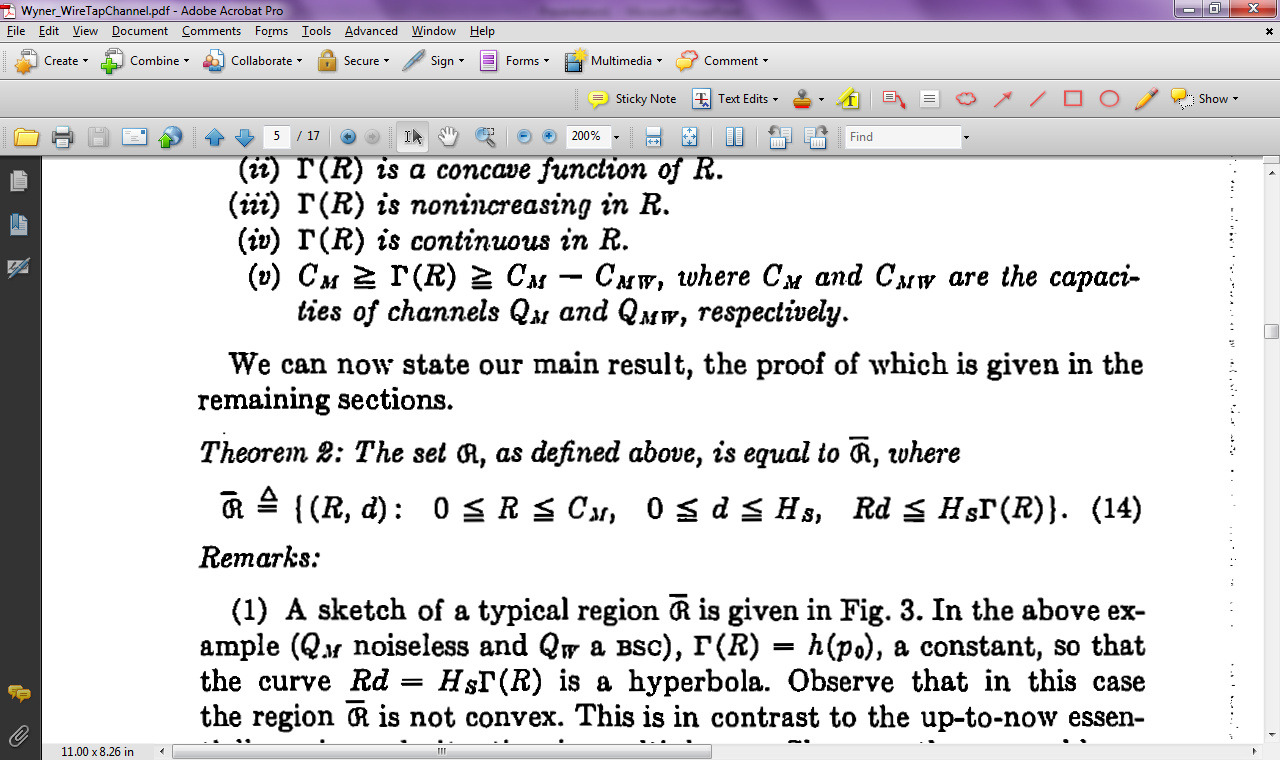 Wyner_WireTapChannel.pdf - Adobe Acrobat Pro
File Edit View Document Comments Forms Tools Advanced Window Help
Create Combine Collaborate Secure Sign Forms Multimedia Comment
Sticky Note Text Edits Show
5 / 17 200% Find
(ii) Γ(R) is a concave function of R.
(iii) Γ(R) is nonincreasing in R.
(iv) Γ(R) is continuous in R.
(v) C_M ≧ Γ(R) ≧ C_M − C_MW, where C_M and C_MW are the capaci-
ties of channels Q_M and Q_MW, respectively.
We can now state our main result, the proof of which is given in the
remaining sections.
Theorem 2: The set ℛ, as defined above, is equal to ℛ̄, where
ℛ̄ ≜ {(R, d): 0 ≦ R ≦ C_M, 0 ≦ d ≦ H_S, Rd ≦ H_SΓ(R)}. (14)
Remarks:
(1) A sketch of a typical region ℛ̄ is given in Fig. 3. In the above ex-
ample (Q_M noiseless and Q_W a BSC), Γ(R) = h(p₀), a constant, so that
the curve Rd = H_SΓ(R) is a hyperbola. Observe that in this case
the region ℛ̄ is not convex. This is in contrast to the up-to-now essen-
11.00 x 8.26 in